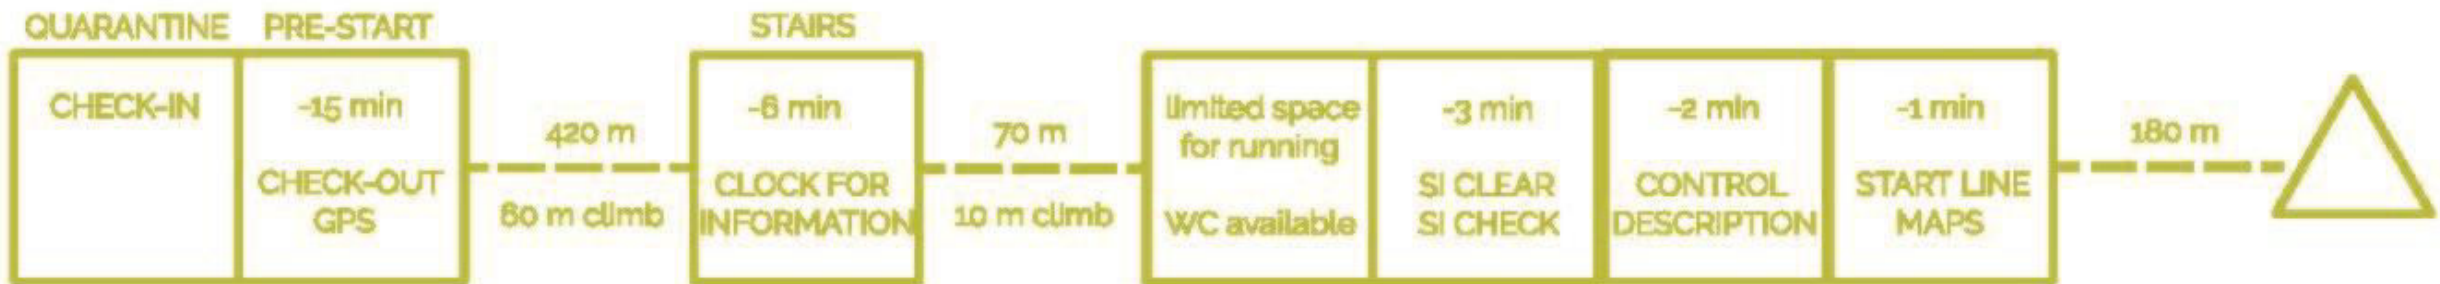 QUARANTINE PRE-START STAIRS
CHECK-IN
-15 min
CHECK-OUT
GPS
420 m
60 m climb
-6 min
CLOCK FOR
INFORMATION
70 m
10 m climb
limited space
for running
WC available
-3 min
SI CLEAR
SI CHECK
-2 min
CONTROL
DESCRIPTION
-1 min
START LINE
MAPS
180 m